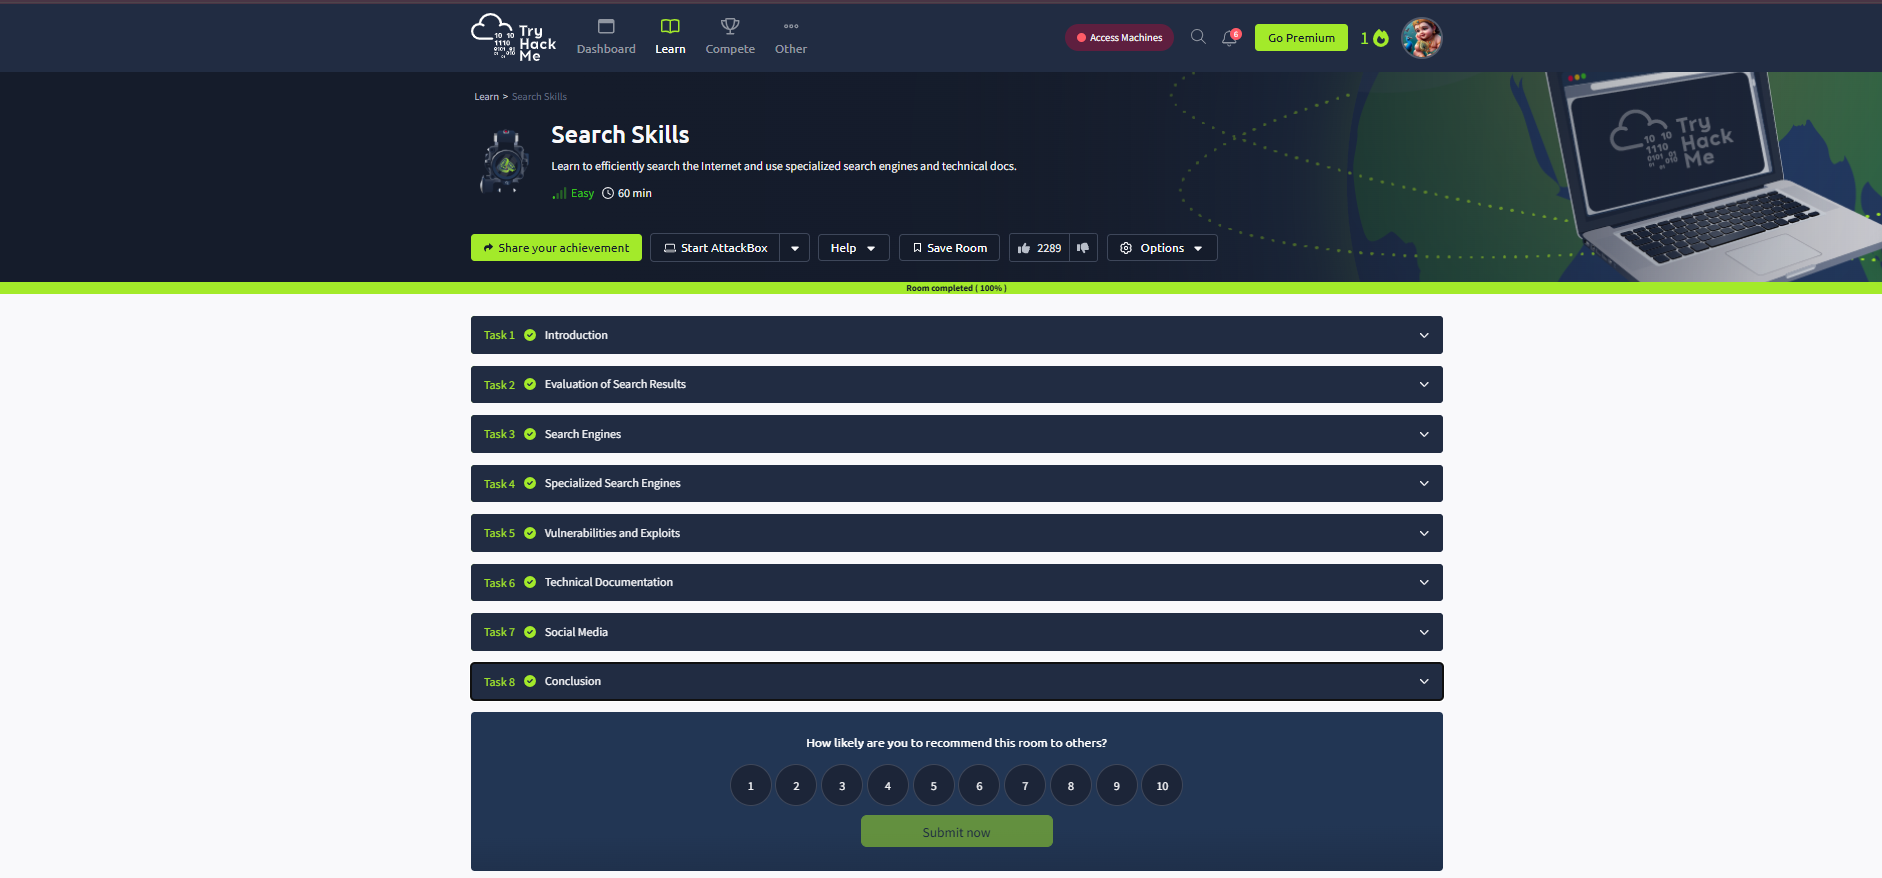 Try Hack Me
Dashboard Learn Compete Other
Access Machines
6
Go Premium
1
Learn > Search Skills
Search Skills
Learn to efficiently search the Internet and use specialized search engines and technical docs.
Easy 60 min
Share your achievement Start AttackBox Help Save Room 2289 Options
Room completed ( 100% )
Task 1 Introduction
Task 2 Evaluation of Search Results
Task 3 Search Engines
Task 4 Specialized Search Engines
Task 5 Vulnerabilities and Exploits
Task 6 Technical Documentation
Task 7 Social Media
Task 8 Conclusion
How likely are you to recommend this room to others?
1 2 3 4 5 6 7 8 9 10
Submit now